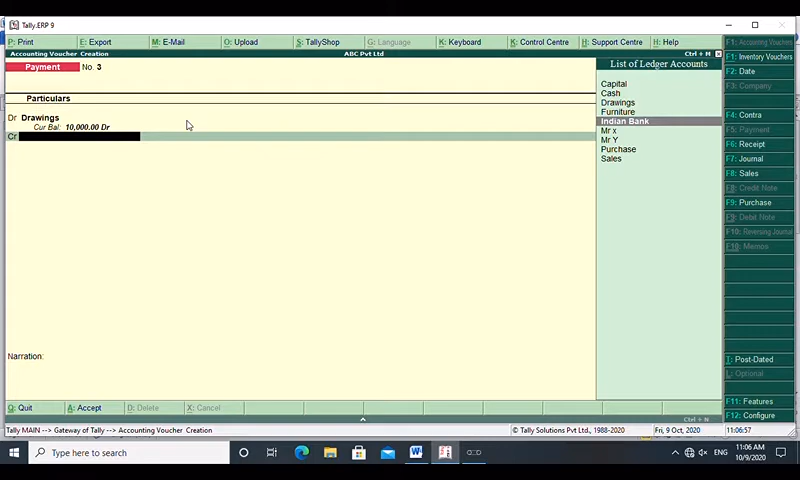 Tally.ERP 9
P: Print E: Export M: E-Mail O: Upload S: TallyShop G: Language K: Keyboard K: Control Centre H: Support Centre H: Help
Accounting Voucher Creation ABC Pvt Ltd Ctrl + M
Payment No. 3
Particulars
Dr Drawings
Cur Bal: 10,000.00 Dr
Cr
Narration:
List of Ledger Accounts
Capital
Cash
Drawings
Furniture
Indian Bank
Mr x
Mr Y
Purchase
Sales
F1: Accounting Vouchers
F1: Inventory Vouchers
F2: Date
F3: Company
F4: Contra
F5: Payment
F6: Receipt
F7: Journal
F8: Sales
F8: Credit Note
F9: Purchase
F9: Debit Note
F10: Reversing Journal
F10: Memos
T: Post-Dated
L: Optional
F11: Features
F12: Configure
Q: Quit A: Accept D: Delete X: Cancel
Ctrl + N
Tally MAIN --> Gateway of Tally --> Accounting Voucher Creation © Tally Solutions Pvt Ltd., 1988-2020 Fri, 9 Oct, 2020 11:06:57
Type here to search ENG 11:06 AM
10/9/2020